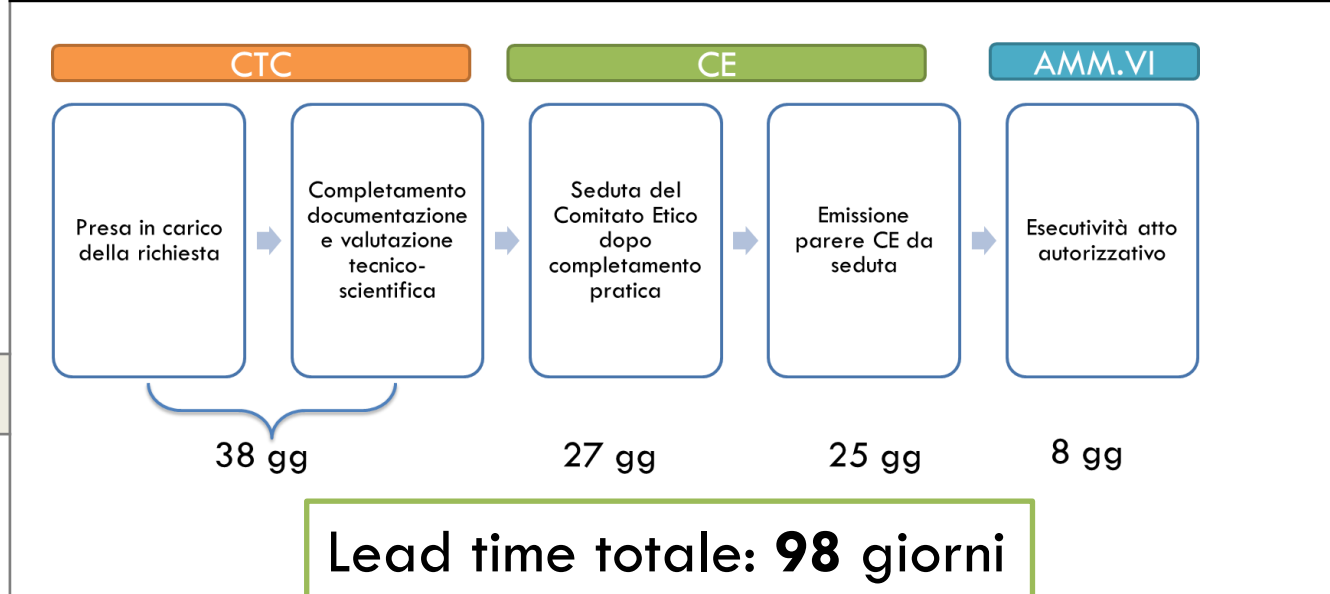 CTC
CE
AMM.VI
Presa in carico
della richiesta
Completamento
documentazione
e valutazione
tecnico-
scientifica
Seduta del
Comitato Etico
dopo
completamento
pratica
Emissione
parere CE da
seduta
Esecutività atto
autorizzativo
38 gg
27 gg
25 gg
8 gg
Lead time totale: 98 giorni